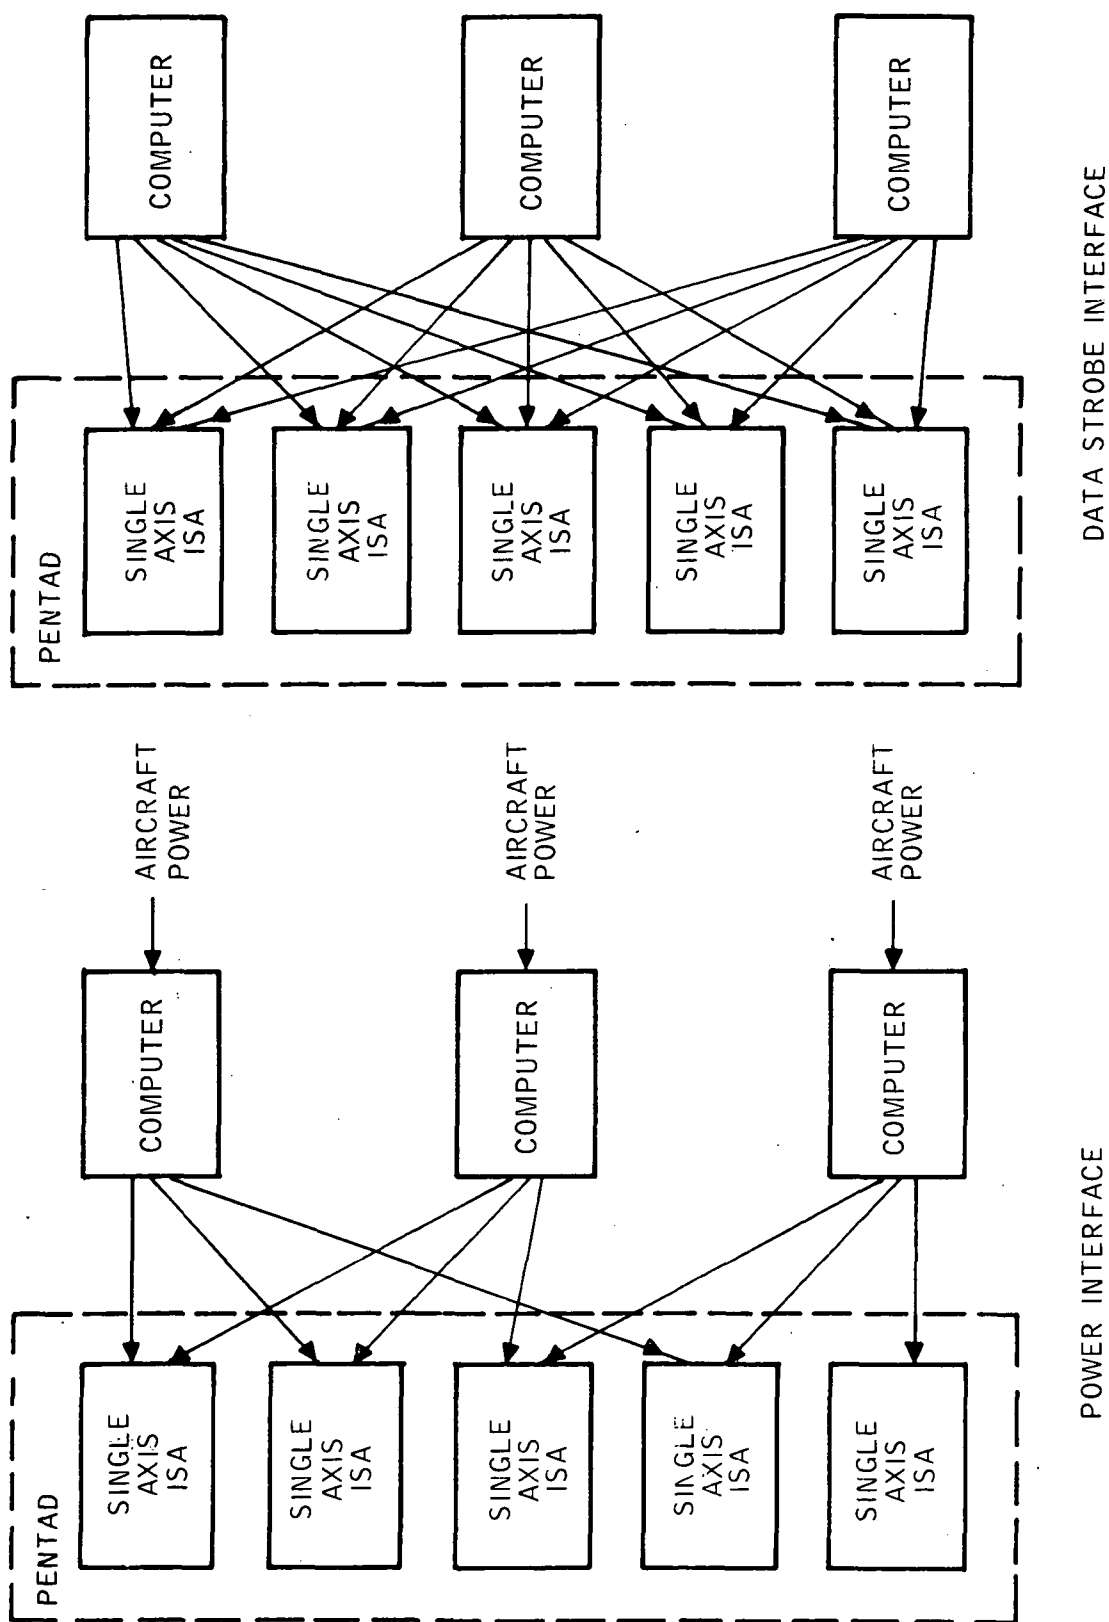 PENTAD
SINGLE
AXIS
ISA
SINGLE
AXIS
ISA
SINGLE
AXIS
ISA
SINGLE
AXIS
ISA
SINGLE
AXIS
ISA
COMPUTER
COMPUTER
COMPUTER
AIRCRAFT
POWER
AIRCRAFT
POWER
AIRCRAFT
POWER
POWER INTERFACE
PENTAD
SINGLE
AXIS
ISA
SINGLE
AXIS
ISA
SINGLE
AXIS
ISA
SINGLE
AXIS
ISA
SINGLE
AXIS
ISA
COMPUTER
COMPUTER
COMPUTER
DATA STROBE INTERFACE